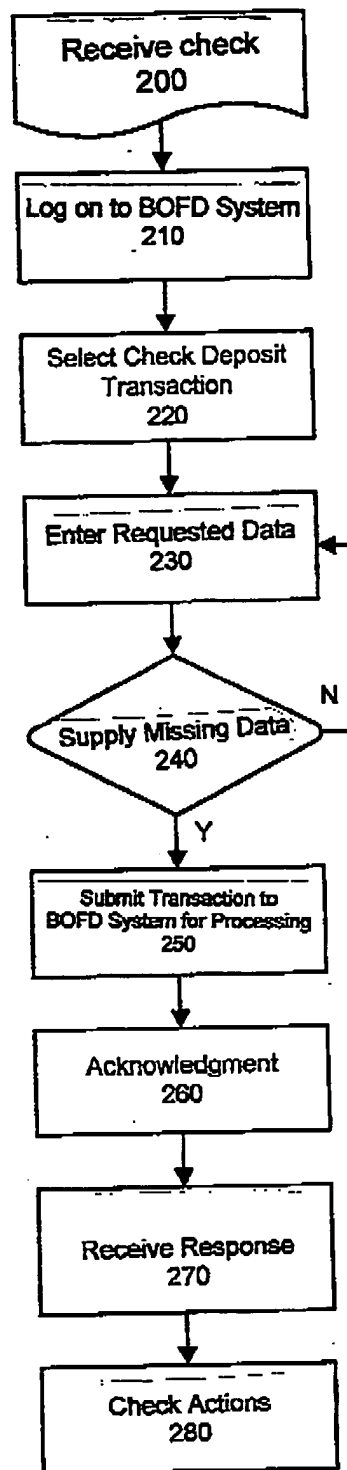 Receive check
200
Log on to BOFD System
210
Select Check Deposit
Transaction
220
Enter Requested Data
230
N
Supply Missing Data
240
Y
Submit Transaction to
BOFD System for Processing
250
Acknowledgment
260
Receive Response
270
Check Actions
280